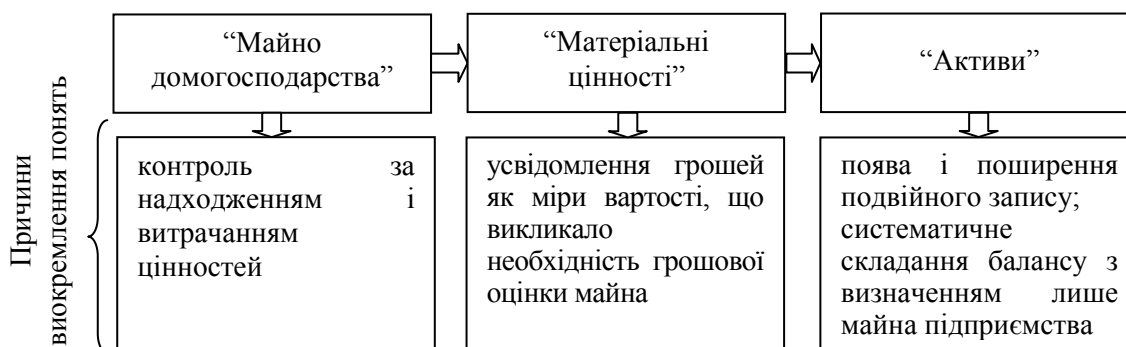 “Майно
домогосподарства”
“Матеріальні
цінності”
“Активи”
Причини
виокремлення понять
контроль за
надходженням і
витрачанням
цінностей
усвідомлення грошей
як міри вартості, що
викликало
необхідність грошової
оцінки майна
поява і поширення
подвійного запису;
систематичне
складання балансу з
визначенням лише
майна підприємства